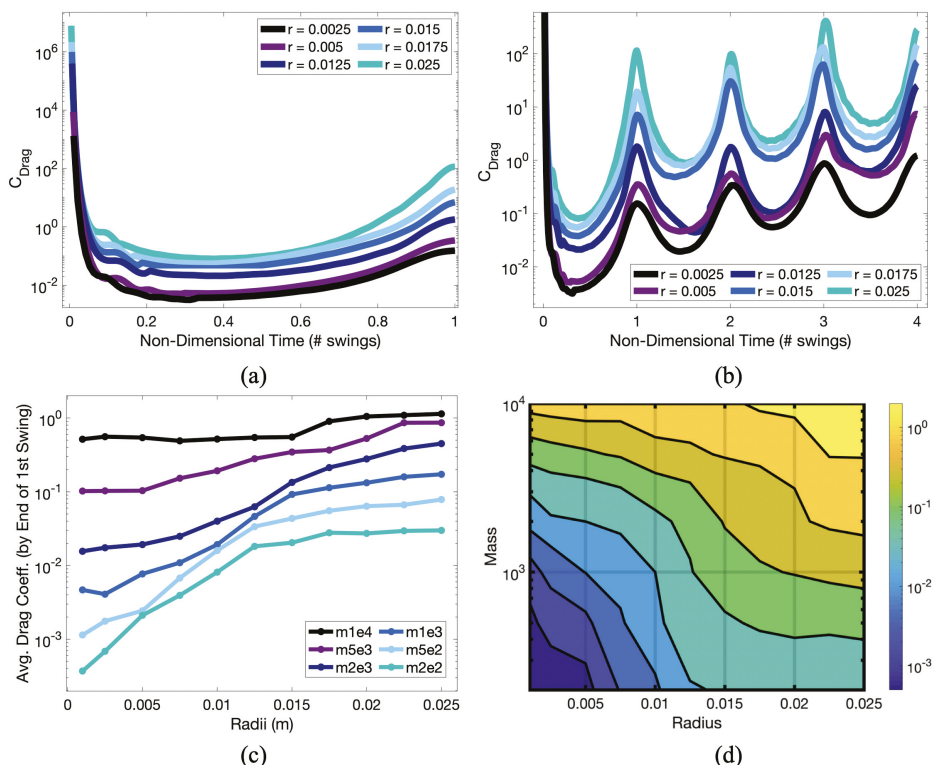 10^6
10^4
10^2
10^0
10^-2
C_Drag
r = 0.0025
r = 0.005
r = 0.0125
r = 0.015
r = 0.0175
r = 0.025
0
0.2
0.4
0.6
0.8
1
Non-Dimensional Time (# swings)
(a)
10^2
10^1
10^0
10^-1
10^-2
C_Drag
r = 0.0025
r = 0.005
r = 0.0125
r = 0.015
r = 0.0175
r = 0.025
0
1
2
3
4
Non-Dimensional Time (# swings)
(b)
10^0
10^-1
10^-2
10^-3
Avg. Drag Coeff. (by End of 1st Swing)
m1e4
m5e3
m2e3
m1e3
m5e2
m2e2
0
0.005
0.01
0.015
0.02
0.025
Radii (m)
(c)
10^4
10^3
Mass
0.005
0.01
0.015
0.02
0.025
Radius
10^0
10^-1
10^-2
10^-3
(d)